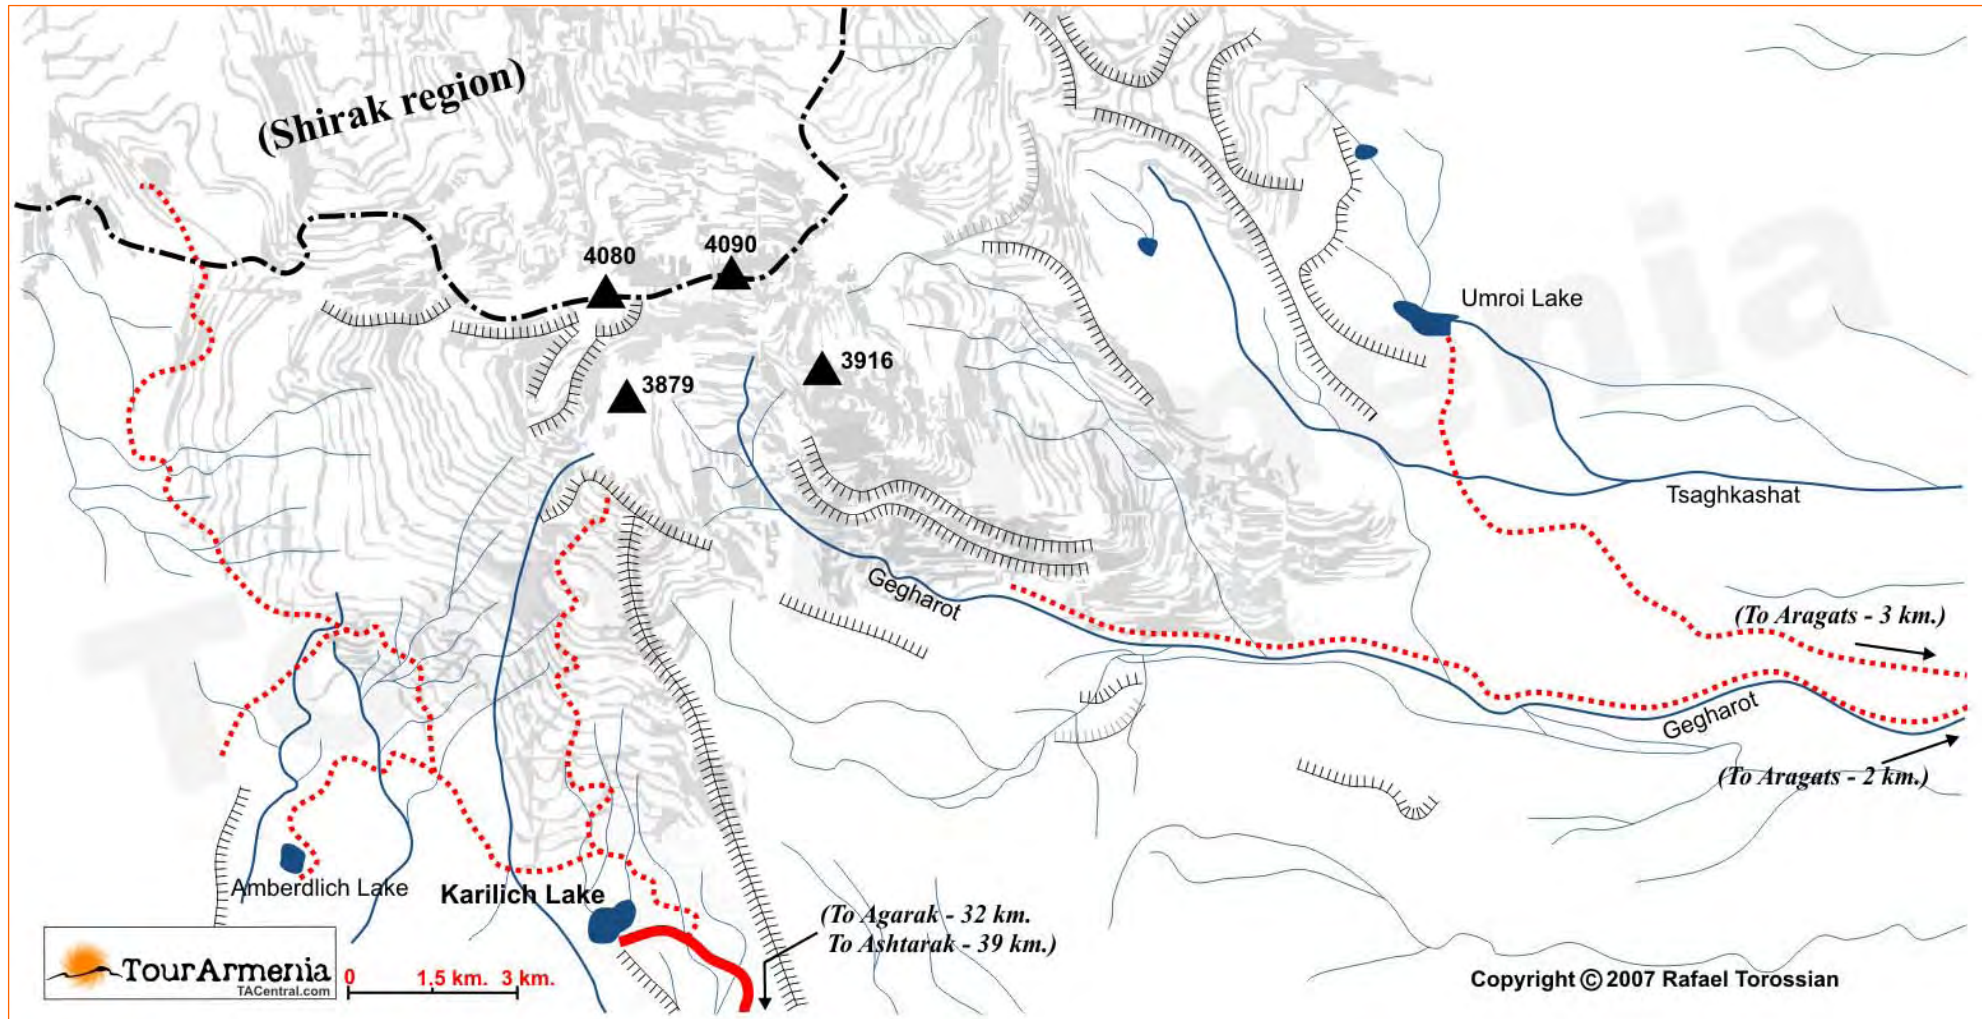 (Shirak region)
4080
4090
3916
3879
Umroi Lake
Tsaghkashat
Gegharot
(To Aragats - 3 km.)
Gegharot
(To Aragats - 2 km.)
Amberdlich Lake
Karilich Lake
(To Agarak - 32 km.
To Ashtarak - 39 km.)
TourArmenia
TACentral.com
0 1.5 km. 3 km.
Copyright © 2007 Rafael Torossian